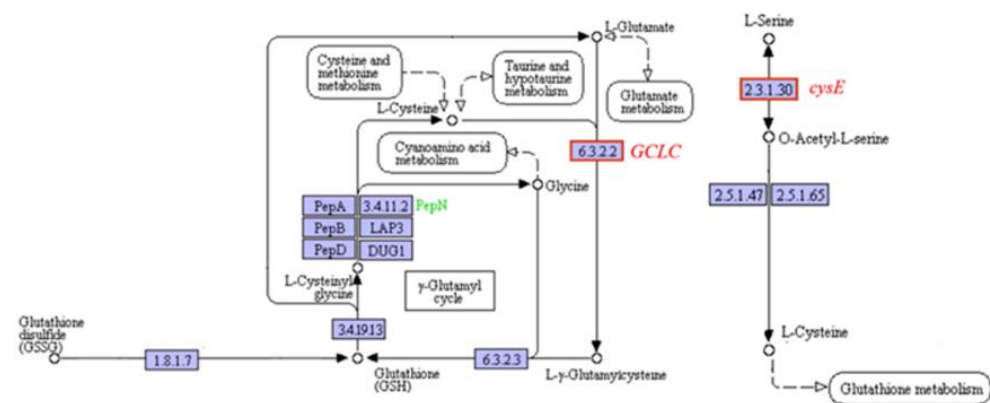 L-Glutamate
Cysteine and
methionine
metabolism
Taurine and
hypotaurine
metabolism
Glutamate
metabolism
L-Cysteine
Cyanoamino acid
metabolism
6.3.2.2
GCLC
Glycine
PepA
3.4.11.2
PepN
PepB
LAP3
PepD
DUG1
L-Cysteinyl
glycine
γ-Glutamyl
cycle
3.4.19.13
Glutathione
disulfide
(GSSG)
1.8.1.7
Glutathione
(GSH)
6.3.2.3
L-γ-Glutamylcysteine
L-Serine
2.3.1.30
cysE
O-Acetyl-L-serine
2.5.1.47
2.5.1.65
L-Cysteine
Glutathione metabolism